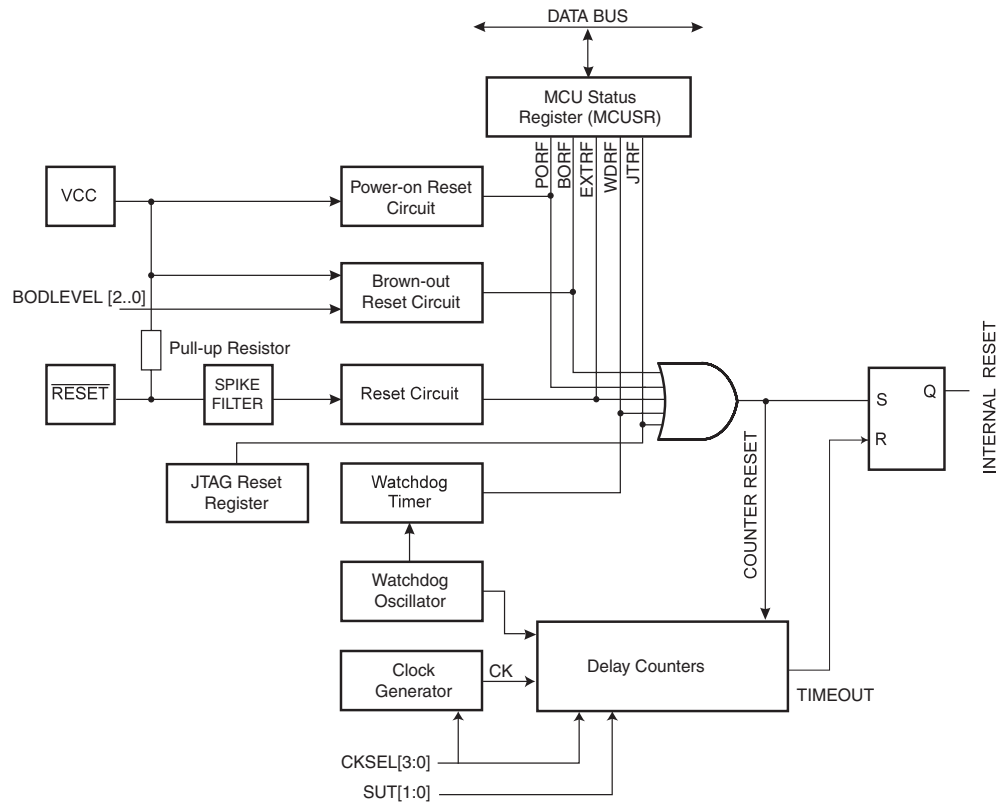 DATA BUS
MCU Status
Register (MCUSR)
PORF
BORF
EXTRF
WDRF
JTRF
VCC
Power-on Reset
Circuit
Brown-out
Reset Circuit
BODLEVEL [2..0]
Pull-up Resistor
RESET
SPIKE
FILTER
Reset Circuit
JTAG Reset
Register
Watchdog
Timer
Watchdog
Oscillator
Clock
Generator
CK
Delay Counters
COUNTER RESET
S
R
Q
INTERNAL RESET
TIMEOUT
CKSEL[3:0]
SUT[1:0]